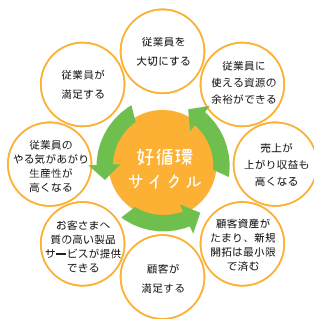 従業員を
大切にする
従業員が
満足する
従業員の
やる気があがり
生産性が
高くなる
お客さまへ
質の高い製品
サービスが提供
できる
顧客が
満足する
顧客資産が
たまり、新規
開拓は最小限
で済む
売上が
上がり収益も
高くなる
従業員に
使える資源の
余裕ができる
好循環
サイクル